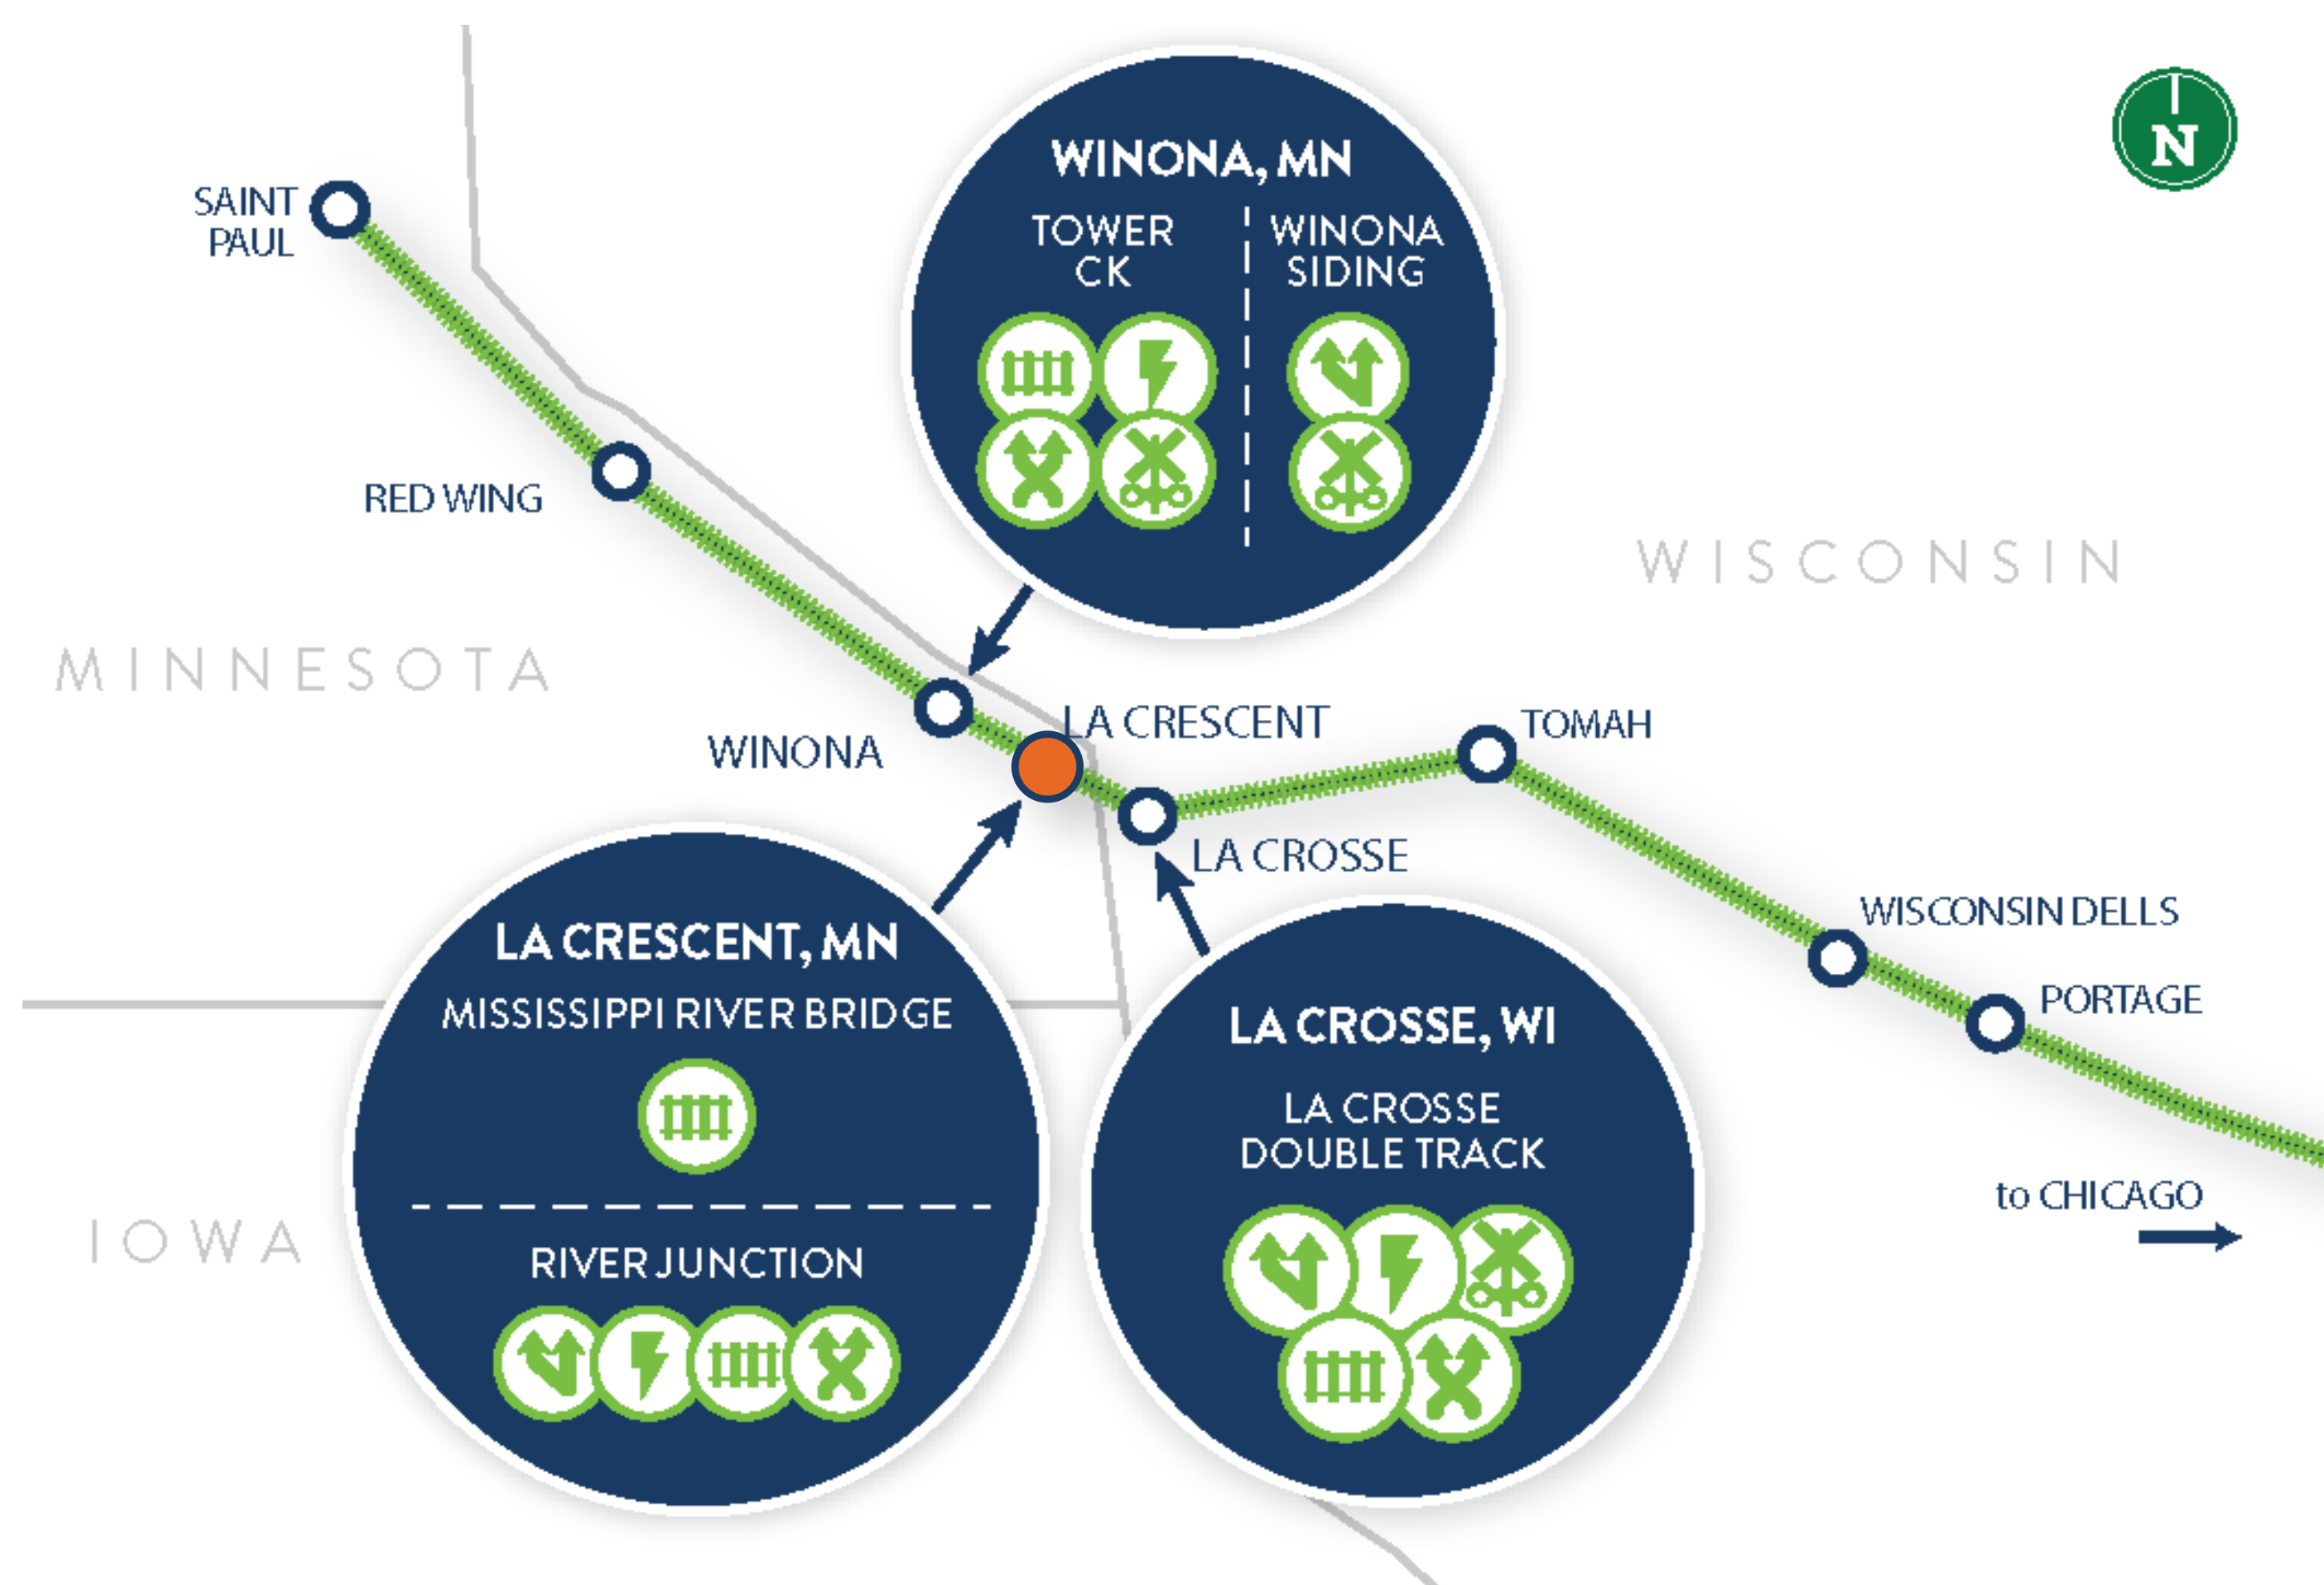 N
WINONA, MN
TOWER
CK
WINONA
SIDING
SAINT
PAUL
RED WING
WISCONSIN
MINNESOTA
LA CRESCENT
TOMAH
WINONA
LA CROSSE
WISCONSIN DELLS
PORTAGE
LA CRESCENT, MN
MISSISSIPPI RIVER BRIDGE
RIVER JUNCTION
LA CROSSE, WI
LA CROSSE
DOUBLE TRACK
to CHICAGO
IOWA